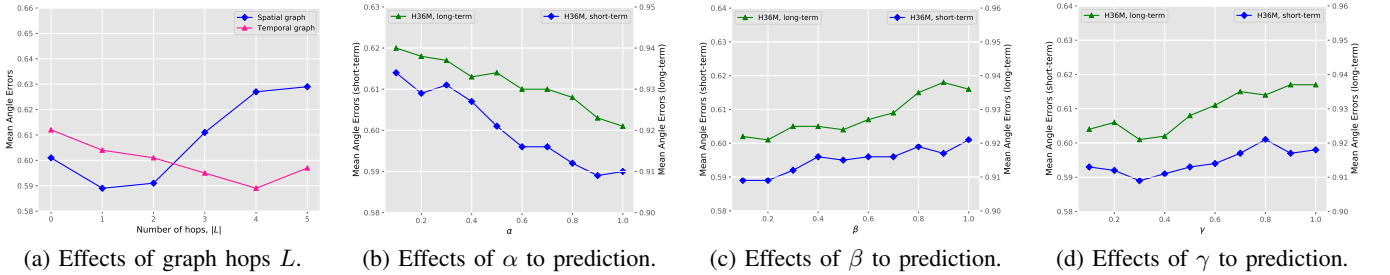 0.66
0.65
0.64
0.63
0.62
0.61
0.60
0.59
0.58
Mean Angle Errors
Spatial graph
Temporal graph
0 1 2 3 4 5
Number of hops, |L|
(a) Effects of graph hops L.
0.63
0.62
0.61
0.60
0.59
0.58
Mean Angle Errors (short-term)
H36M, long-term
H36M, short-term
0.95
0.94
0.93
0.92
0.91
0.90
Mean Angle Errors (long-term)
0.2 0.4 0.6 0.8 1.0
α
(b) Effects of α to prediction.
0.64
0.63
0.62
0.61
0.60
0.59
0.58
Mean Angle Errors (short-term)
H36M, long-term
H36M, short-term
0.96
0.95
0.94
0.93
0.92
0.91
0.90
Mean Angle Errors (long-term)
0.2 0.4 0.6 0.8 1.0
β
(c) Effects of β to prediction.
0.64
0.63
0.62
0.61
0.60
0.59
0.58
Mean Angle Errors (short-term)
H36M, long-term
H36M, short-term
0.96
0.95
0.94
0.93
0.92
0.91
0.90
Mean Angle Errors (long-term)
0.2 0.4 0.6 0.8 1.0
γ
(d) Effects of γ to prediction.